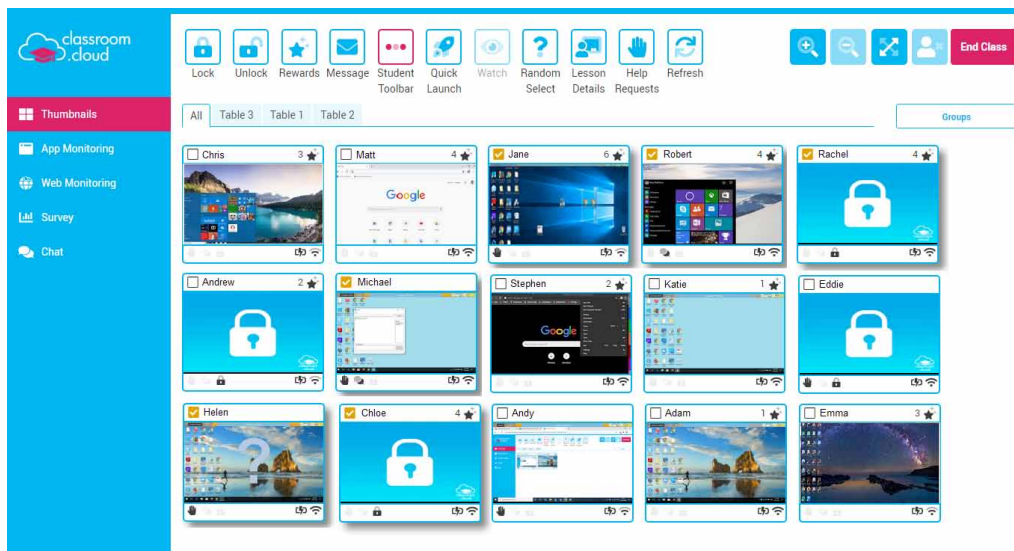 classroom
.cloud
Lock Unlock Rewards Message Student Toolbar Quick Launch Watch Random Select Lesson Details Help Requests Refresh
End Class
Thumbnails
App Monitoring
Web Monitoring
Survey
Chat
All Table 3 Table 1 Table 2
Groups
Chris 3 Matt 4 Jane 6 Robert 4 Rachel 4
Google
Andrew 2 Michael Stephen 2 Katie 1 Eddie
Google
Helen Chloe 4 Andy Adam 1 Emma 3
?